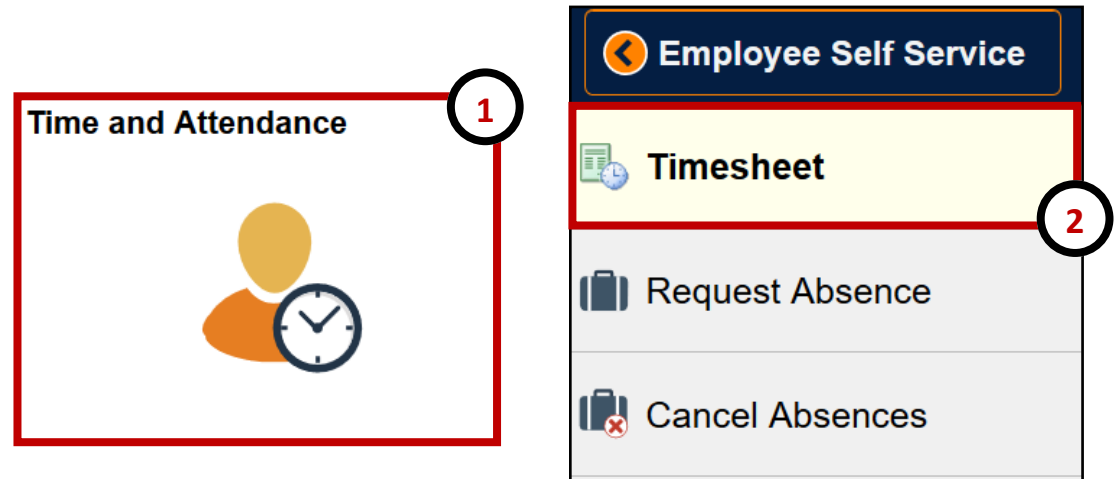 Time and Attendance
1
Employee Self Service
Timesheet
2
Request Absence
Cancel Absences